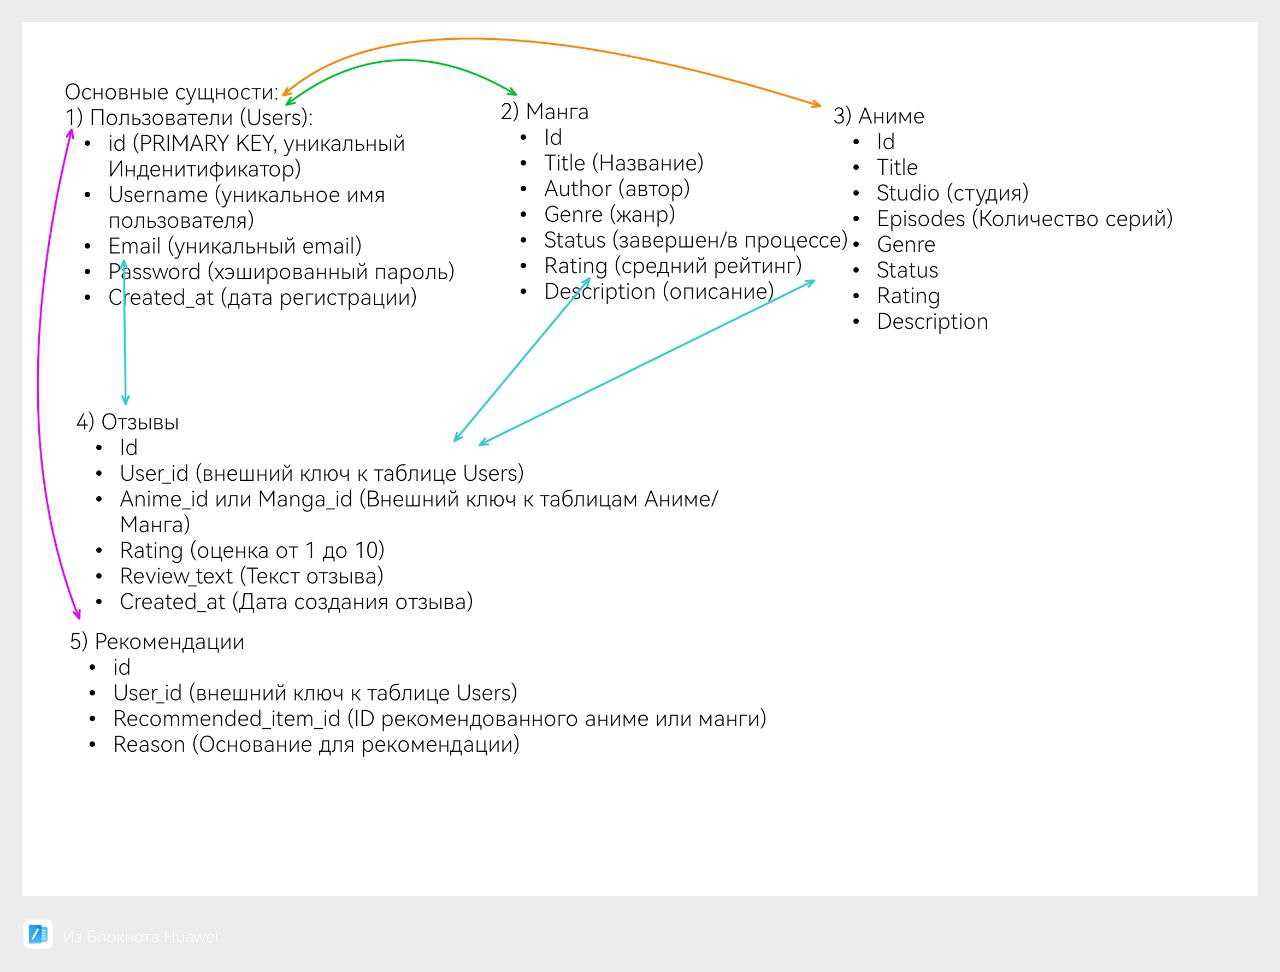 Основные сущности:
1) Пользователи (Users):
• id (PRIMARY KEY, уникальный
Инденитификатор)
• Username (уникальное имя
пользователя)
• Email (уникальный email)
• Password (хэшированный пароль)
• Created_at (дата регистрации)
2) Манга
• Id
• Title (Название)
• Author (автор)
• Genre (жанр)
• Status (завершен/в процессе)
• Rating (средний рейтинг)
• Description (описание)
3) Аниме
• Id
• Title
• Studio (студия)
• Episodes (Количество серий)
• Genre
• Status
• Rating
• Description
4) Отзывы
• Id
• User_id (внешний ключ к таблице Users)
• Anime_id или Manga_id (Внешний ключ к таблицам Аниме/
Манга)
• Rating (оценка от 1 до 10)
• Review_text (Текст отзыва)
• Created_at (Дата создания отзыва)
5) Рекомендации
• id
• User_id (внешний ключ к таблице Users)
• Recommended_item_id (ID рекомендованного аниме или манги)
• Reason (Основание для рекомендации)
Из Блокнота Huawei